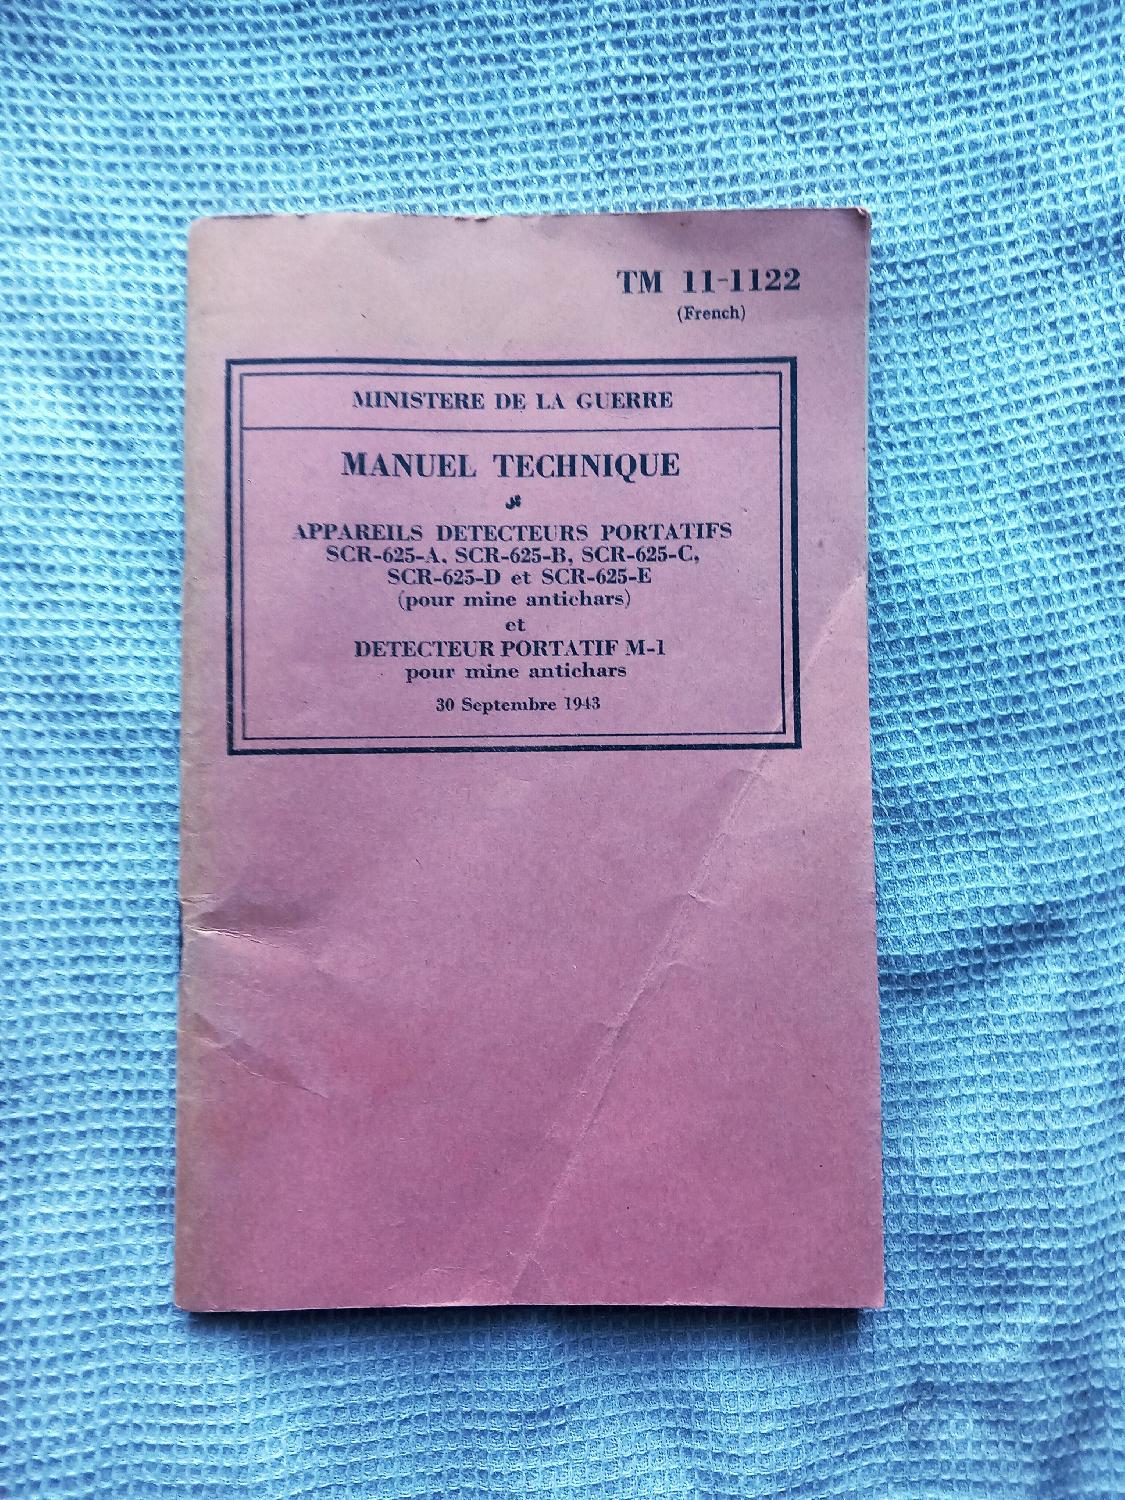 TM 11-1122
(French)
MINISTERE DE LA GUERRE
MANUEL TECHNIQUE
APPAREILS DETECTEURS PORTATIFS
SCR-625-A, SCR-625-B, SCR-625-C,
SCR-625-D et SCR-625-E
(pour mine antichars)
et
DETECTEUR PORTATIF M-1
pour mine antichars
30 Septembre 1943